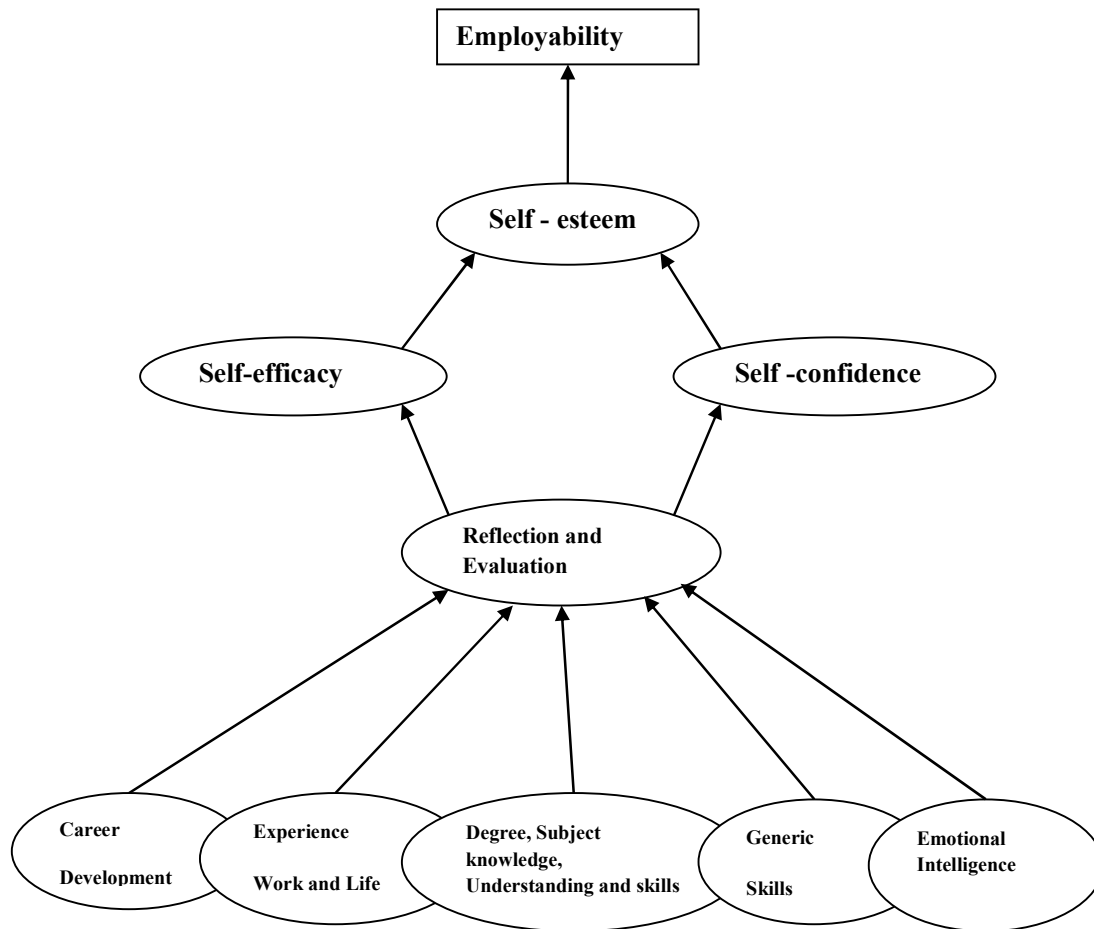 Employability
Self - esteem
Self-efficacy
Self -confidence
Reflection and
Evaluation
Career
Development
Experience
Work and Life
Degree, Subject
knowledge,
Understanding and skills
Generic
Skills
Emotional
Intelligence